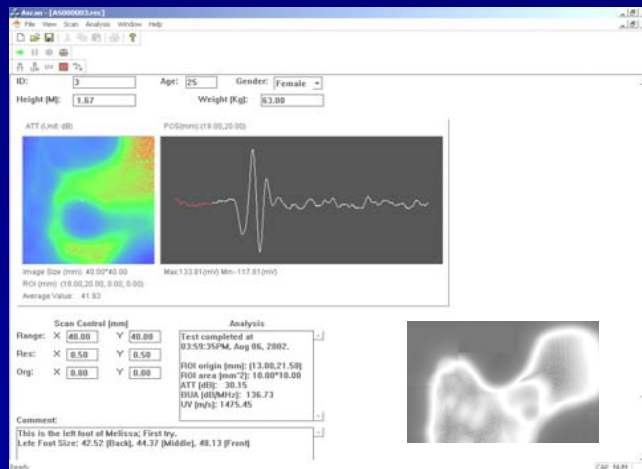 Ascan - [AS000003.rec]
File View Scan Analysis Window Help
UV
ID: 3 Age: 25 Gender: Female
Height (M): 1.67 Weight (Kg): 63.00
ATT (Unit: dB) POS(mm):(19.00,20.00)
Image Size (mm): 40.00*40.00 Max:133.81(mV) Min:-117.81(mV)
ROI (mm): (19.00,20.00, 0.00, 0.00)
Average Value: 41.93
Scan Control (mm) Analysis
Range: X 40.00 Y 40.00
Res: X 0.50 Y 0.50
Org: X 0.00 Y 0.00
Test completed at
03:59:35PM, Aug 06, 2002.
ROI origin (mm): (13.00,21.50)
ROI area (mm^2): 10.00*10.00
ATT (dB): 30.15
BUA (dB/MHz): 136.73
UV (m/s): 1475.45
Comment:
This is the left foot of Melissa; First try.
Lefe Foot Size: 42.52 (Back), 44.37 (Middle), 48.13 (Front)
Ready CAP NUM